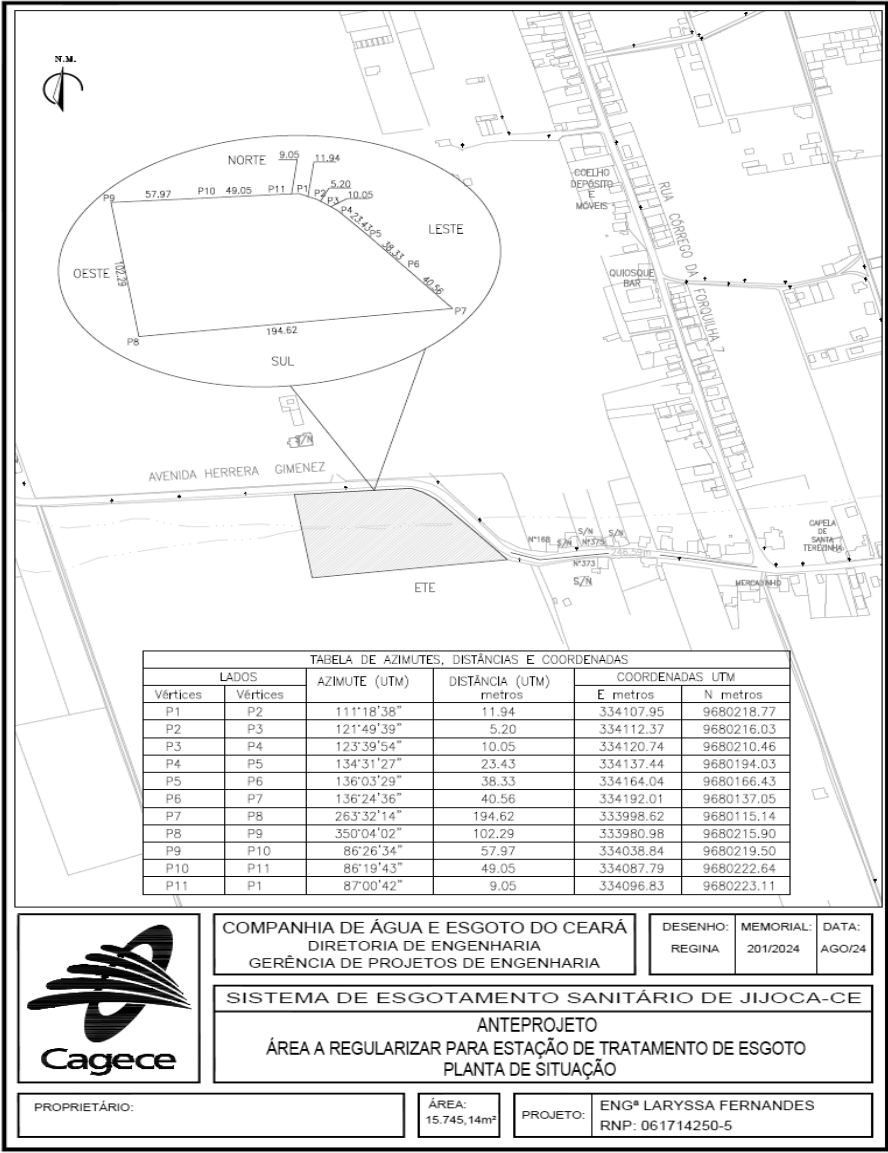 N.M.
NORTE 9.05 11.94
P9 57.97 P10 49.05 P11 P1 P2 5.20
P3 10.05
P4 23.43 P5
LESTE
38.33 P6
40.56
P7
OESTE 102.29
P8 194.62
SUL
COELHO
DEPÓSITO
E
MÓVEIS
RUA CÓRREGO DA FORQUILHA 7
QUIOSQUE
BAR
S/N
AVENIDA HERRERA GIMENEZ
N°168 S/N S/N N°375 S/N
246.59m
N°373
S/N
CAPELA
DE
SANTA
TEREZINHA
MERCADINHO
ETE
TABELA DE AZIMUTES, DISTÂNCIAS E COORDENADAS
LADOS AZIMUTE (UTM) DISTÂNCIA (UTM) metros COORDENADAS UTM
Vértices Vértices E metros N metros
P1 P2 111°18'38" 11.94 334107.95 9680218.77
P2 P3 121°49'39" 5.20 334112.37 9680216.03
P3 P4 123°39'54" 10.05 334120.74 9680210.46
P4 P5 134°31'27" 23.43 334137.44 9680194.03
P5 P6 136°03'29" 38.33 334164.04 9680166.43
P6 P7 136°24'36" 40.56 334192.01 9680137.05
P7 P8 263°32'14" 194.62 333998.62 9680115.14
P8 P9 350°04'02" 102.29 333980.98 9680215.90
P9 P10 86°26'34" 57.97 334038.84 9680219.50
P10 P11 86°19'43" 49.05 334087.79 9680222.64
P11 P1 87°00'42" 9.05 334096.83 9680223.11
Cagece
COMPANHIA DE ÁGUA E ESGOTO DO CEARÁ
DIRETORIA DE ENGENHARIA
GERÊNCIA DE PROJETOS DE ENGENHARIA
DESENHO: MEMORIAL: DATA:
REGINA 201/2024 AGO/24
SISTEMA DE ESGOTAMENTO SANITÁRIO DE JIJOCA-CE
ANTEPROJETO
ÁREA A REGULARIZAR PARA ESTAÇÃO DE TRATAMENTO DE ESGOTO
PLANTA DE SITUAÇÃO
PROPRIETÁRIO:
ÁREA:
15.745,14m²
PROJETO:
ENGª LARYSSA FERNANDES
RNP: 061714250-5